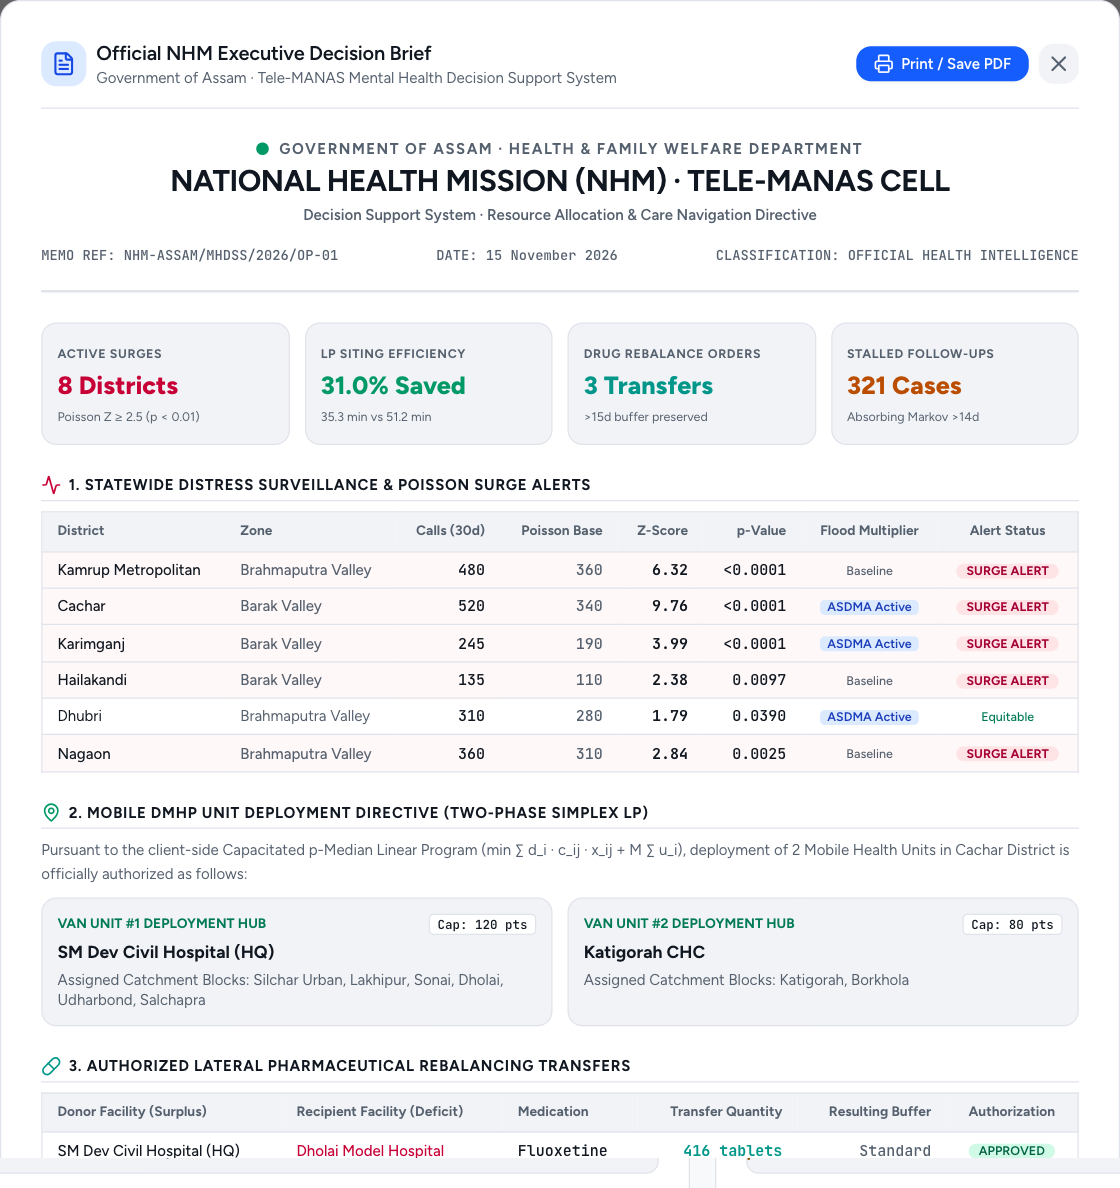 Official NHM Executive Decision Brief
Government of Assam · Tele-MANAS Mental Health Decision Support System
Print / Save PDF
GOVERNMENT OF ASSAM · HEALTH & FAMILY WELFARE DEPARTMENT
NATIONAL HEALTH MISSION (NHM) · TELE-MANAS CELL
Decision Support System · Resource Allocation & Care Navigation Directive
MEMO REF: NHM-ASSAM/MHDSS/2026/OP-01 DATE: 15 November 2026 CLASSIFICATION: OFFICIAL HEALTH INTELLIGENCE
ACTIVE SURGES
8 Districts
Poisson Z ≥ 2.5 (p < 0.01)
LP SITING EFFICIENCY
31.0% Saved
35.3 min vs 51.2 min
DRUG REBALANCE ORDERS
3 Transfers
>15d buffer preserved
STALLED FOLLOW-UPS
321 Cases
Absorbing Markov >14d
1. STATEWIDE DISTRESS SURVEILLANCE & POISSON SURGE ALERTS
District Zone Calls (30d) Poisson Base Z-Score p-Value Flood Multiplier Alert Status
Kamrup Metropolitan Brahmaputra Valley 480 360 6.32 <0.0001 Baseline SURGE ALERT
Cachar Barak Valley 520 340 9.76 <0.0001 ASDMA Active SURGE ALERT
Karimganj Barak Valley 245 190 3.99 <0.0001 ASDMA Active SURGE ALERT
Hailakandi Barak Valley 135 110 2.38 0.0097 Baseline SURGE ALERT
Dhubri Brahmaputra Valley 310 280 1.79 0.0390 ASDMA Active Equitable
Nagaon Brahmaputra Valley 360 310 2.84 0.0025 Baseline SURGE ALERT
2. MOBILE DMHP UNIT DEPLOYMENT DIRECTIVE (TWO-PHASE SIMPLEX LP)
Pursuant to the client-side Capacitated p-Median Linear Program (min ∑ d_i · c_ij · x_ij + M ∑ u_i), deployment of 2 Mobile Health Units in Cachar District is
officially authorized as follows:
VAN UNIT #1 DEPLOYMENT HUB Cap: 120 pts
SM Dev Civil Hospital (HQ)
Assigned Catchment Blocks: Silchar Urban, Lakhipur, Sonai, Dholai,
Udharbond, Salchapra
VAN UNIT #2 DEPLOYMENT HUB Cap: 80 pts
Katigorah CHC
Assigned Catchment Blocks: Katigorah, Borkhola
3. AUTHORIZED LATERAL PHARMACEUTICAL REBALANCING TRANSFERS
Donor Facility (Surplus) Recipient Facility (Deficit) Medication Transfer Quantity Resulting Buffer Authorization
SM Dev Civil Hospital (HQ) Dholai Model Hospital Fluoxetine 416 tablets Standard APPROVED